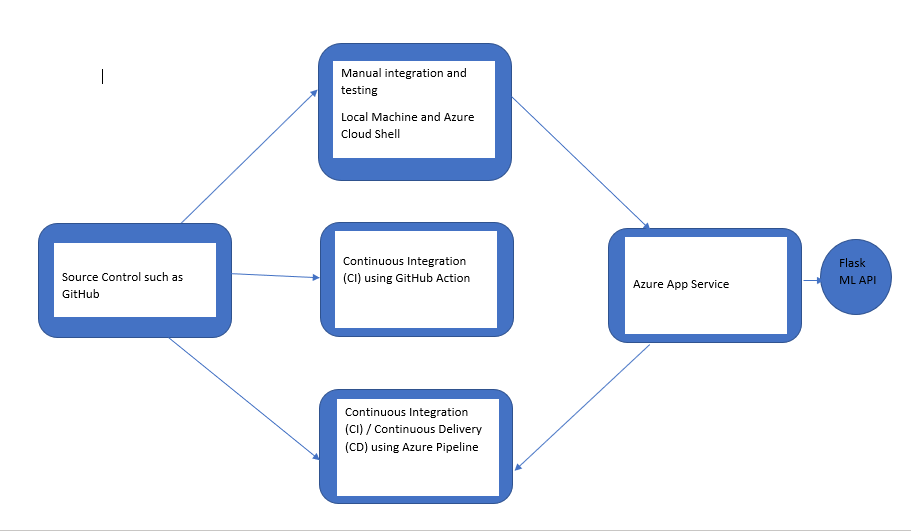 Manual integration and
testing
Local Machine and Azure
Cloud Shell
Source Control such as
GitHub
Continuous Integration
(CI) using GitHub Action
Azure App Service
Flask
ML API
Continuous Integration
(CI) / Continuous Delivery
(CD) using Azure Pipeline